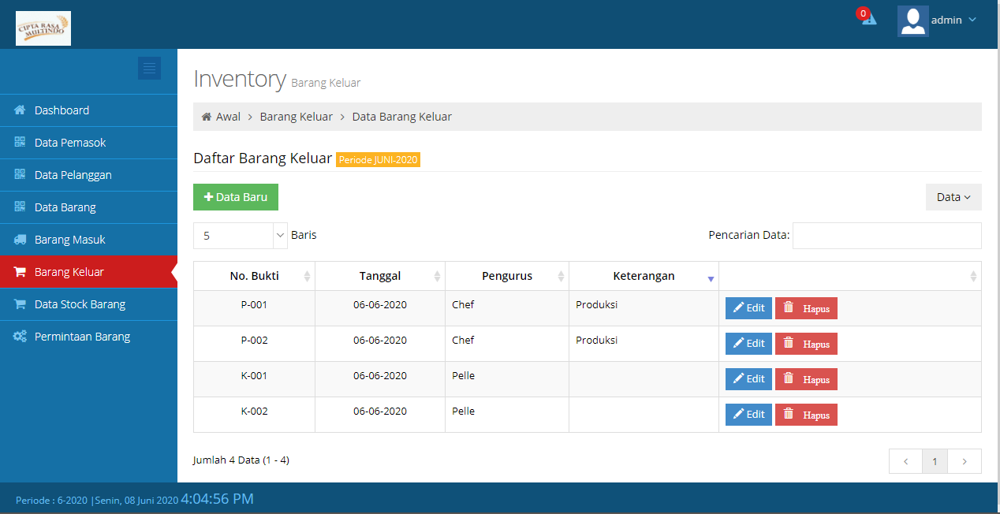 CIPTA RASA
MULTINDO
0
admin
Inventory Barang Keluar
Awal > Barang Keluar > Data Barang Keluar
Dashboard
Data Pemasok
Data Pelanggan
Data Barang
Barang Masuk
Barang Keluar
Data Stock Barang
Permintaan Barang
Daftar Barang Keluar Periode JUNI-2020
+ Data Baru
Data
5 Baris
Pencarian Data:
No. Bukti Tanggal Pengurus Keterangan
P-001 06-06-2020 Chef Produksi Edit Hapus
P-002 06-06-2020 Chef Produksi Edit Hapus
K-001 06-06-2020 Pelle Edit Hapus
K-002 06-06-2020 Pelle Edit Hapus
Jumlah 4 Data (1 - 4)
< 1 >
Periode : 6-2020 |Senin, 08 Juni 2020 4:04:56 PM